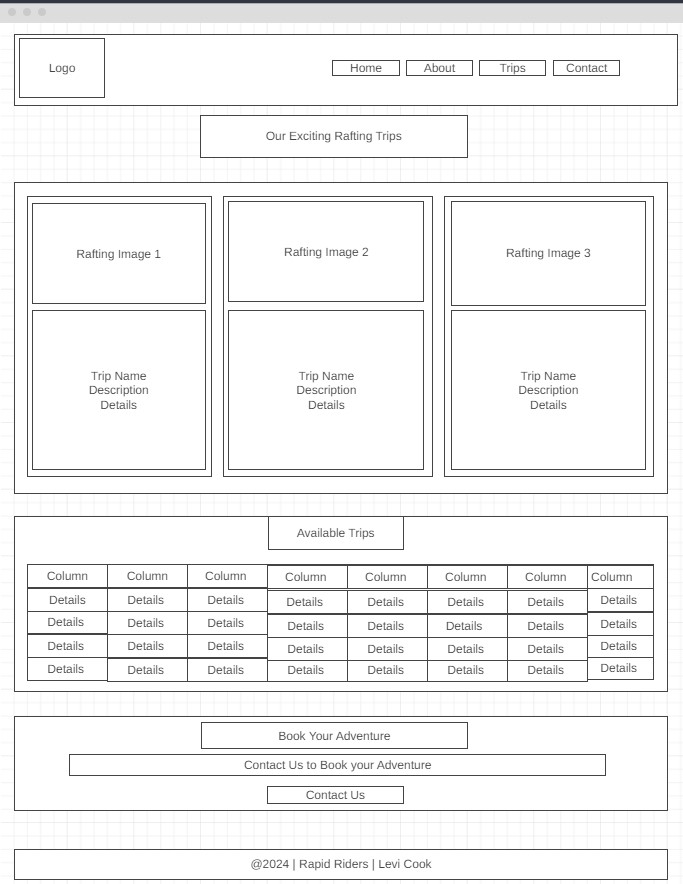 Logo
Home About Trips Contact
Our Exciting Rafting Trips
Rafting Image 1
Rafting Image 2
Rafting Image 3
Trip Name
Description
Details
Trip Name
Description
Details
Trip Name
Description
Details
Available Trips
Column Column Column Column Column Column Column Column
Details Details Details Details Details Details Details Details
Details Details Details Details Details Details Details Details
Details Details Details Details Details Details Details Details
Details Details Details Details Details Details Details Details
Book Your Adventure
Contact Us to Book your Adventure
Contact Us
@2024 | Rapid Riders | Levi Cook